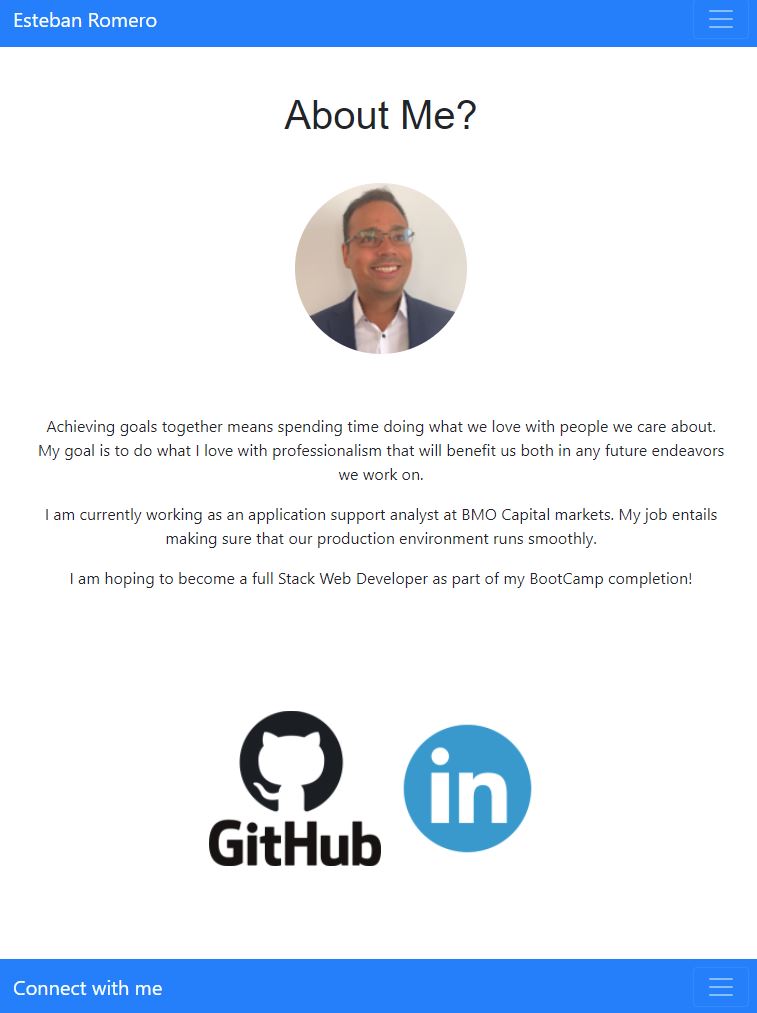 Esteban Romero
About Me?
Achieving goals together means spending time doing what we love with people we care about.
My goal is to do what I love with professionalism that will benefit us both in any future endeavors
we work on.
I am currently working as an application support analyst at BMO Capital markets. My job entails
making sure that our production environment runs smoothly.
I am hoping to become a full Stack Web Developer as part of my BootCamp completion!
in
GitHub
Connect with me